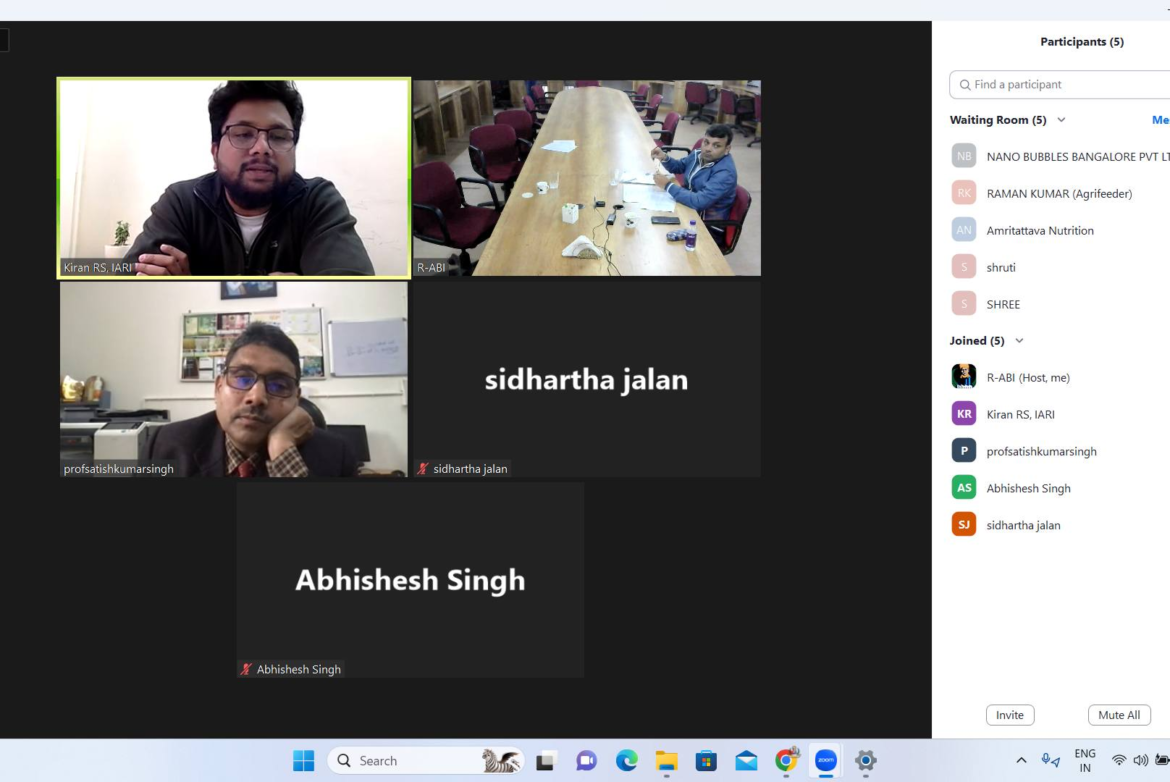 Kiran RS, IARI
R-ABI
profsatishkumarsingh
sidhartha jalan
sidhartha jalan
Abhishesh Singh
Abhishesh Singh
Participants (5)
Find a participant
Waiting Room (5)
Me
NB NANO BUBBLES BANGALORE PVT LT
RK RAMAN KUMAR (Agrifeeder)
AN Amritattava Nutrition
S shruti
S SHREE
Joined (5)
R-ABI (Host, me)
KR Kiran RS, IARI
P profsatishkumarsingh
AS Abhishesh Singh
SJ sidhartha jalan
Invite
Mute All
Search
zoom
ENG
IN